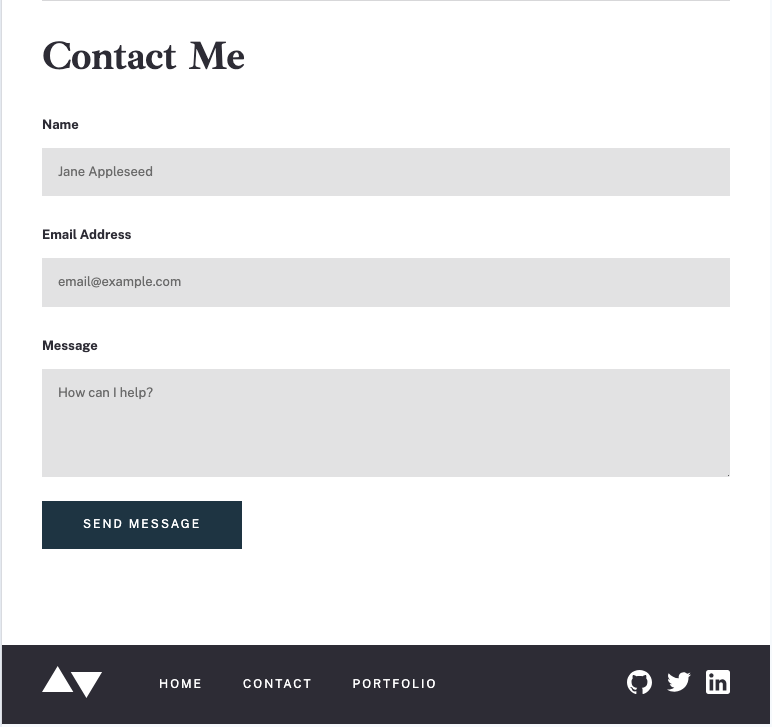 Contact Me
Name
Jane Appleseed
Email Address
email@example.com
Message
How can I help?
SEND MESSAGE
HOME CONTACT PORTFOLIO